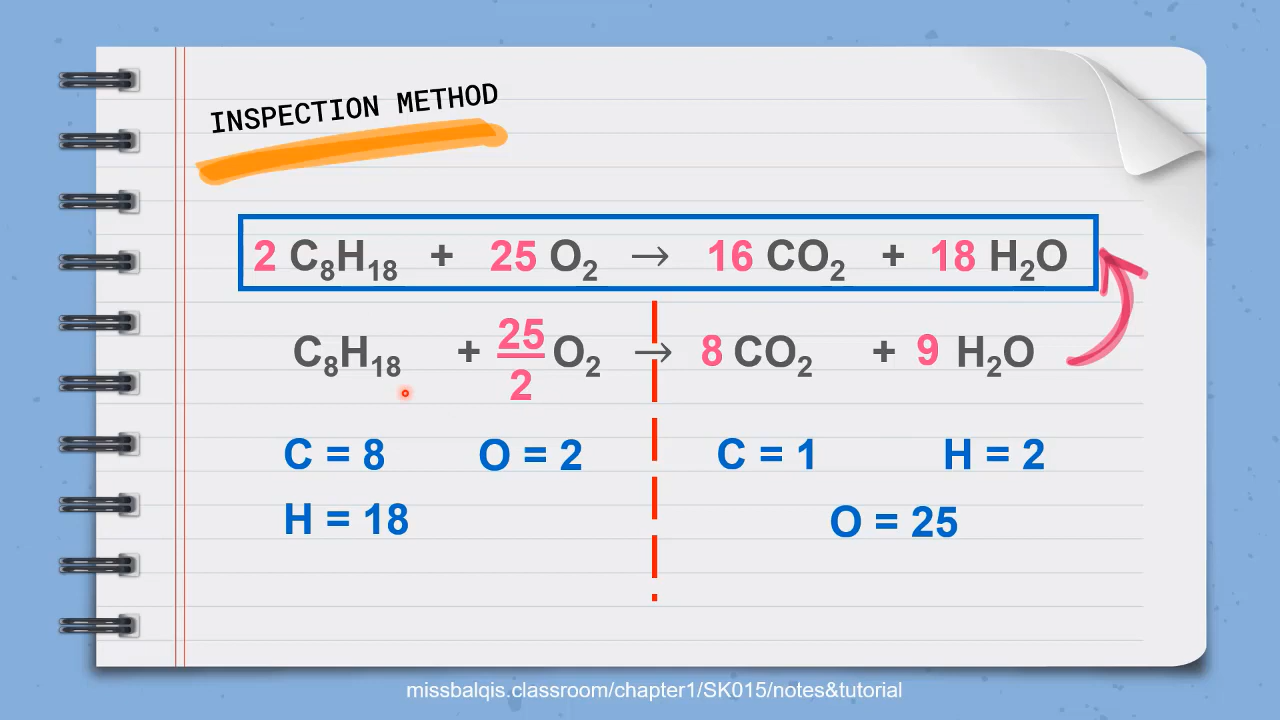 INSPECTION METHOD
2 C₈H₁₈ + 25 O₂ → 16 CO₂ + 18 H₂O
C₈H₁₈ + 25/2 O₂ → 8 CO₂ + 9 H₂O
C = 8 O = 2 C = 1 H = 2
H = 18 O = 25
missbalqis.classroom/chapter1/SK015/notes&tutorial